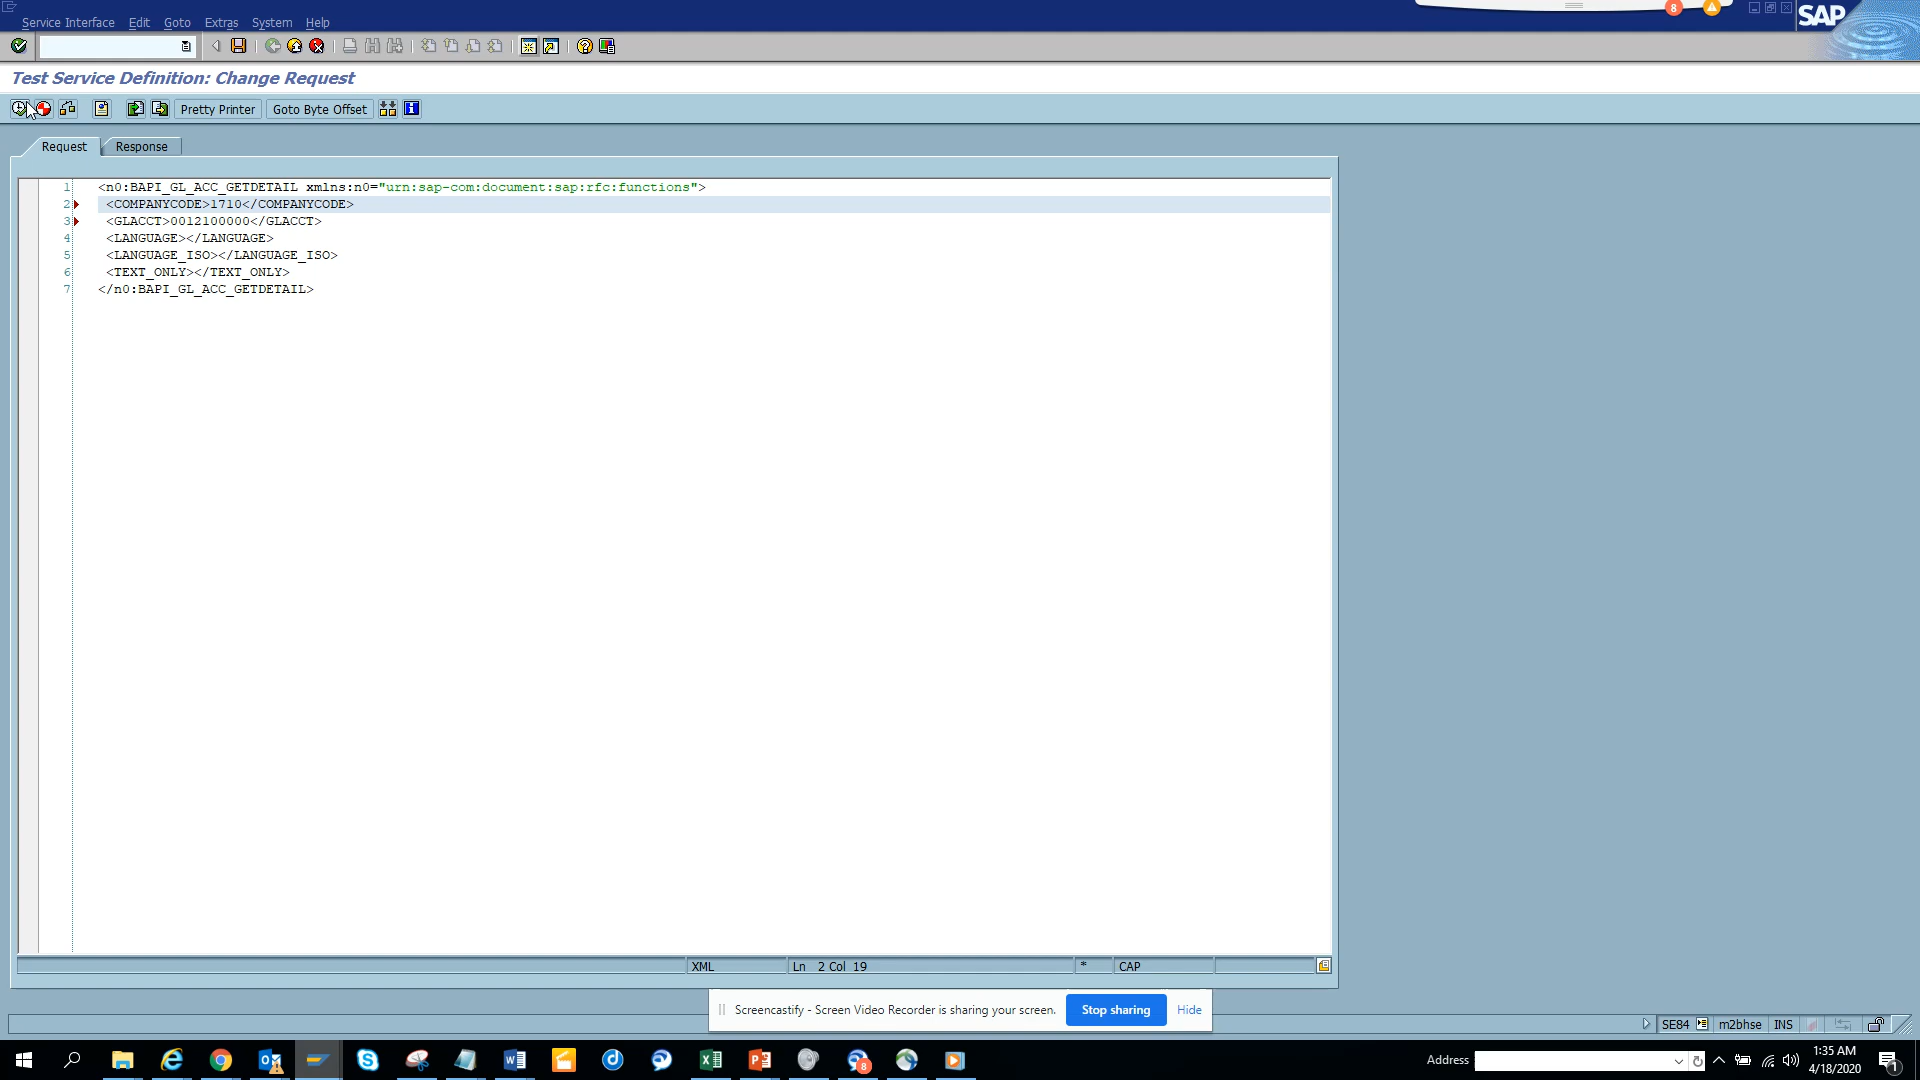 Service Interface Edit Goto Extras System Help
8
SAP
Test Service Definition: Change Request
Pretty Printer Goto Byte Offset
Request Response
1 <n0:BAPI_GL_ACC_GETDETAIL xmlns:n0="urn:sap-com:document:sap:rfc:functions">
2 <COMPANYCODE>1710</COMPANYCODE>
3 <GLACCT>0012100000</GLACCT>
4 <LANGUAGE></LANGUAGE>
5 <LANGUAGE_ISO></LANGUAGE_ISO>
6 <TEXT_ONLY></TEXT_ONLY>
7 </n0:BAPI_GL_ACC_GETDETAIL>
XML Ln 2 Col 19 * CAP
Screencastify - Screen Video Recorder is sharing your screen. Stop sharing Hide
SE84 m2bhse INS
Address
8
1:35 AM
4/18/2020
1